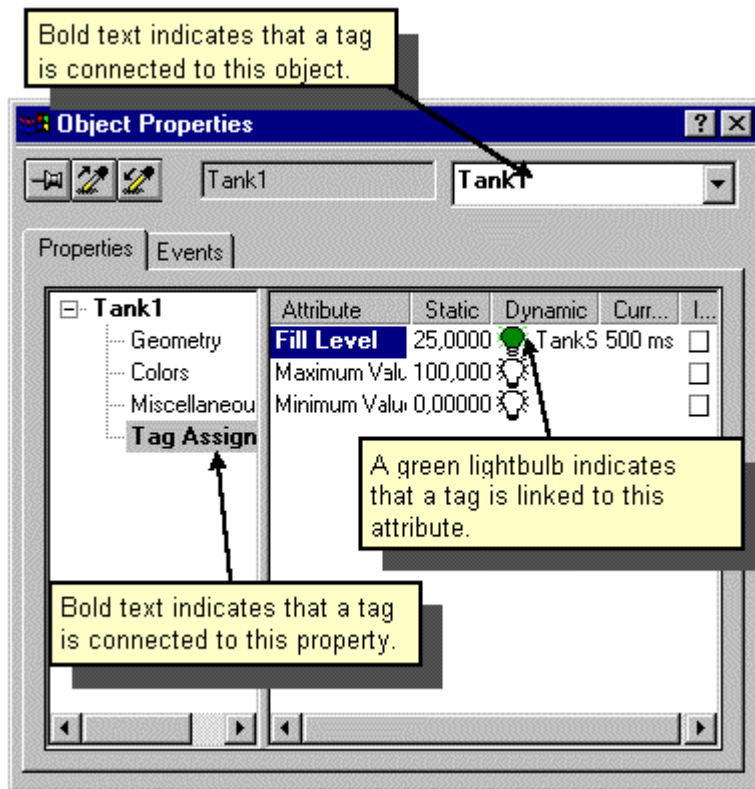 Bold text indicates that a tag
is connected to this object.
Object Properties
Tank1 Tank1
Properties Events
Tank1
Geometry
Colors
Miscellaneou
Tag Assign
Attribute Static Dynamic Curr... I...
Fill Level 25,0000 TankS 500 ms
Maximum Valu 100,000
Minimum Valu 0,00000
A green lightbulb indicates
that a tag is linked to this
attribute.
Bold text indicates that a tag
is connected to this property.